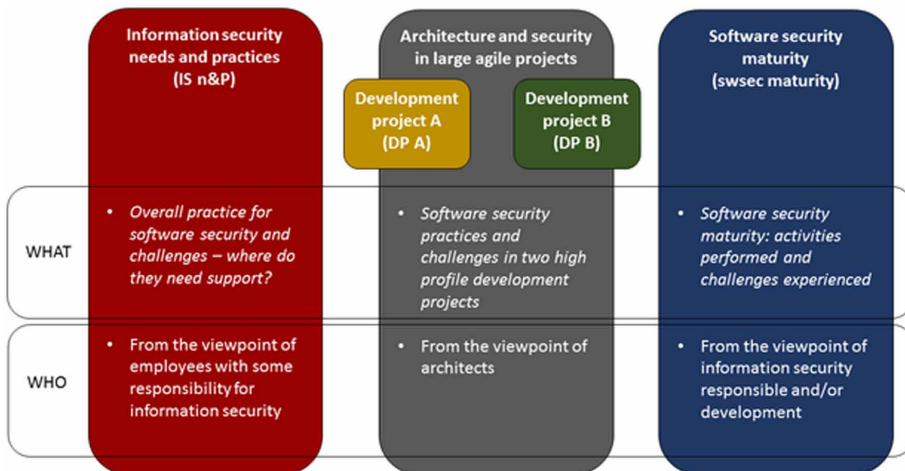 Information security
needs and practices
(IS n&P)
Architecture and security
in large agile projects
Development
project A
(DP A)
Development
project B
(DP B)
Software security
maturity
(swsec maturity)
WHAT
• Overall practice for
software security and
challenges – where do
they need support?
• Software security
practices and
challenges in two high
profile development
projects
• Software security
maturity: activities
performed and
challenges experienced
WHO
• From the viewpoint of
employees with some
responsibility for
information security
• From the viewpoint of
architects
• From the viewpoint of
information security
responsible and/or
development